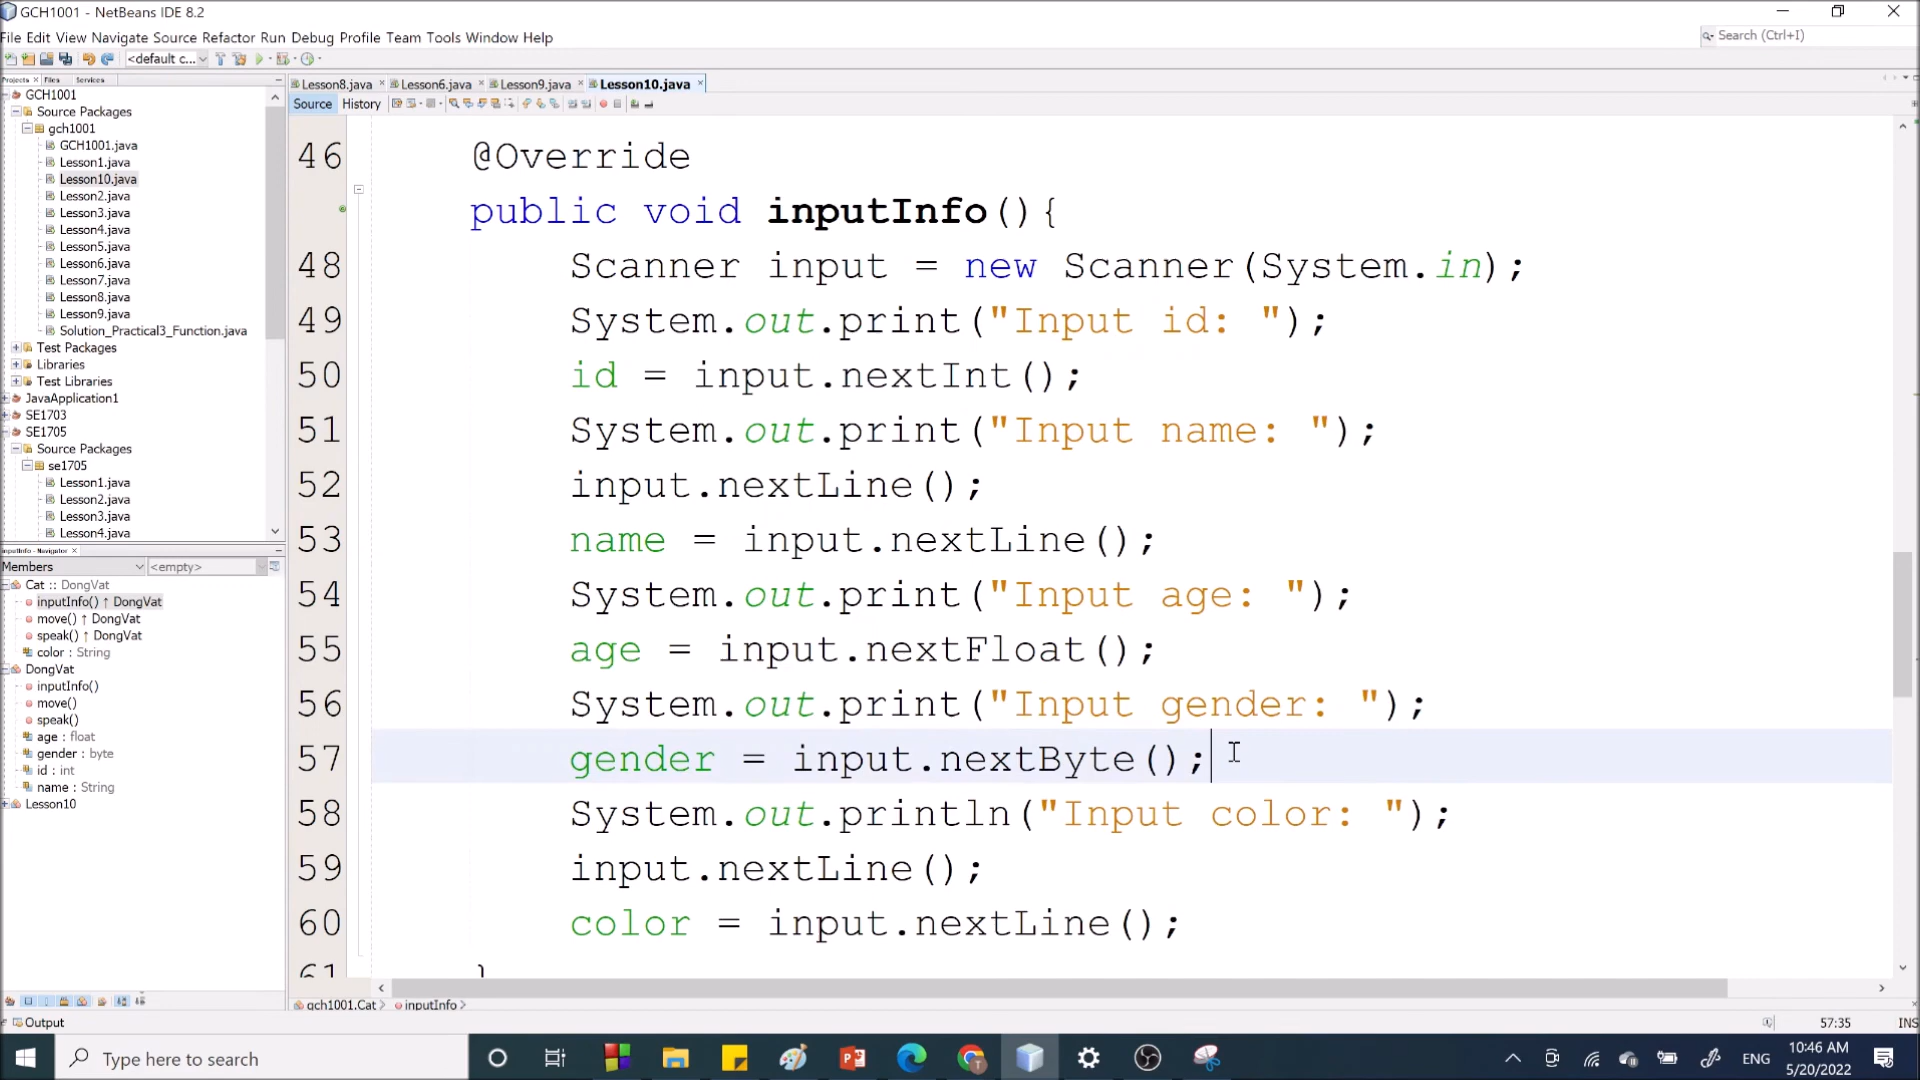 GCH1001 - NetBeans IDE 8.2
File Edit View Navigate Source Refactor Run Debug Profile Team Tools Window Help
Search (Ctrl+I)
<default c...
Projects Files Services
Lesson8.java Lesson6.java Lesson9.java Lesson10.java
Source History
GCH1001
Source Packages
gch1001
GCH1001.java
Lesson1.java
Lesson10.java
Lesson2.java
Lesson3.java
Lesson4.java
Lesson5.java
Lesson6.java
Lesson7.java
Lesson8.java
Lesson9.java
Solution_Practical3_Function.java
Test Packages
Libraries
Test Libraries
JavaApplication1
SE1703
SE1705
Source Packages
se1705
Lesson1.java
Lesson2.java
Lesson3.java
Lesson4.java
inputInfo - Navigator
Members <empty>
Cat :: DongVat
inputInfo() ↑ DongVat
move() ↑ DongVat
speak() ↑ DongVat
color : String
DongVat
inputInfo()
move()
speak()
age : float
gender : byte
id : int
name : String
Lesson10
46 @Override
public void inputInfo(){
48 Scanner input = new Scanner(System.in);
49 System.out.print("Input id: ");
50 id = input.nextInt();
51 System.out.print("Input name: ");
52 input.nextLine();
53 name = input.nextLine();
54 System.out.print("Input age: ");
55 age = input.nextFloat();
56 System.out.print("Input gender: ");
57 gender = input.nextByte();
58 System.out.println("Input color: ");
59 input.nextLine();
60 color = input.nextLine();
61 }
gch1001.Cat inputInfo
Output
57:35 INS
Type here to search
ENG
10:46 AM
5/20/2022